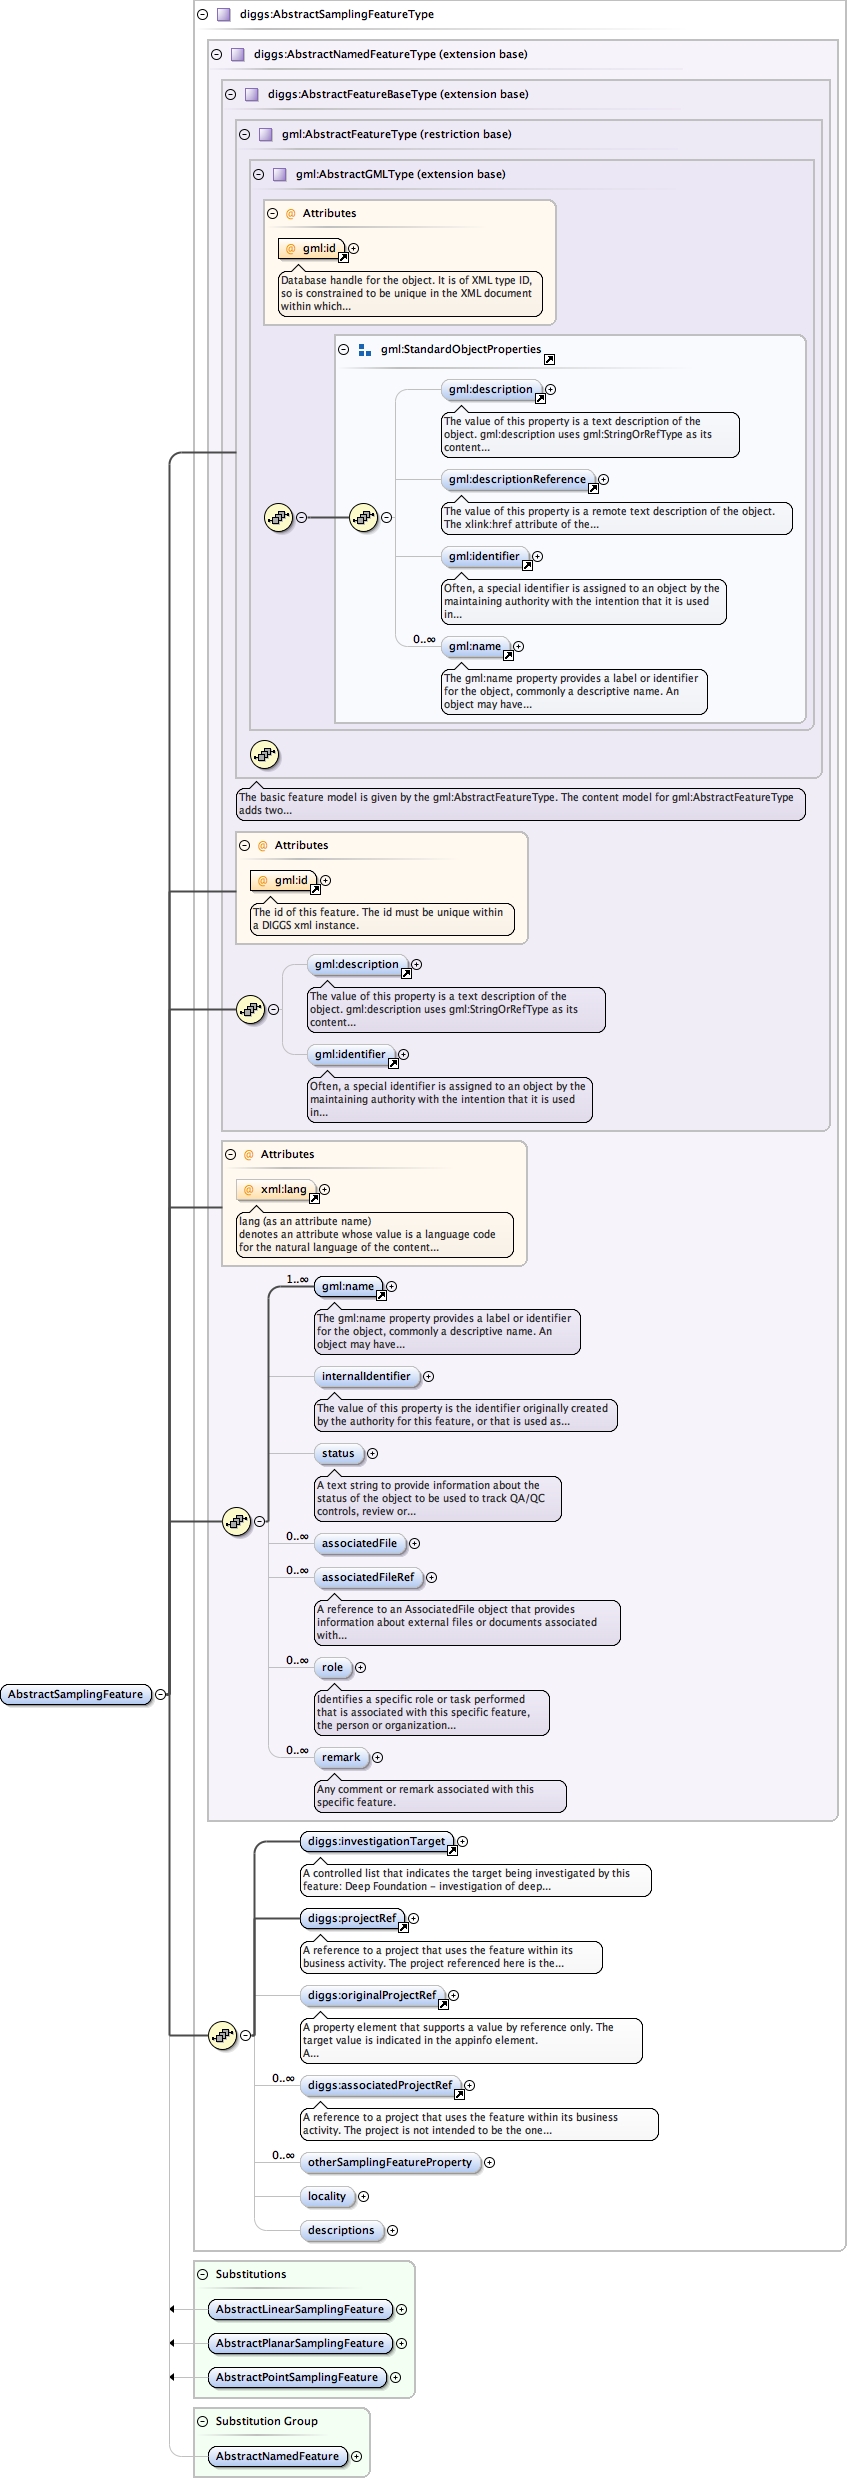 diggs:AbstractSamplingFeatureType
diggs:AbstractNamedFeatureType (extension base)
diggs:AbstractFeatureBaseType (extension base)
gml:AbstractFeatureType (restriction base)
gml:AbstractGMLType (extension base)
@ Attributes
@ gml:id
Database handle for the object. It is of XML type ID,
so is constrained to be unique in the XML document
within which...
gml:StandardObjectProperties
gml:description
The value of this property is a text description of the
object. gml:description uses gml:StringOrRefType as its
content...
gml:descriptionReference
The value of this property is a remote text description of the object.
The xlink:href attribute of the...
gml:identifier
Often, a special identifier is assigned to an object by the
maintaining authority with the intention that it is used
in...
0..∞
gml:name
The gml:name property provides a label or identifier
for the object, commonly a descriptive name. An
object may have...
The basic feature model is given by the gml:AbstractFeatureType. The content model for gml:AbstractFeatureType
adds two...
@ Attributes
@ gml:id
The id of this feature. The id must be unique within
a DIGGS xml instance.
gml:description
The value of this property is a text description of the
object. gml:description uses gml:StringOrRefType as its
content...
gml:identifier
Often, a special identifier is assigned to an object by the
maintaining authority with the intention that it is used
in...
@ Attributes
@ xml:lang
lang (as an attribute name)
denotes an attribute whose value is a language code
for the natural language of the content...
1..∞
gml:name
The gml:name property provides a label or identifier
for the object, commonly a descriptive name. An
object may have...
internalIdentifier
The value of this property is the identifier originally created
by the authority for this feature, or that is used as...
status
A text string to provide information about the
status of the object to be used to track QA/QC
controls, review or...
0..∞
associatedFile
0..∞
associatedFileRef
A reference to an AssociatedFile object that provides
information about external files or documents associated
with...
0..∞
role
Identifies a specific role or task performed
that is associated with this specific feature,
the person or organization...
AbstractSamplingFeature
0..∞
remark
Any comment or remark associated with this
specific feature.
diggs:investigationTarget
A controlled list that indicates the target being investigated by this
feature: Deep Foundation – investigation of deep...
diggs:projectRef
A reference to a project that uses the feature within its
business activity. The project referenced here is the...
diggs:originalProjectRef
A property element that supports a value by reference only. The
target value is indicated in the appinfo element.
A...
0..∞
diggs:associatedProjectRef
A reference to a project that uses the feature within its business
activity. The project is not intended to be the one...
0..∞
otherSamplingFeatureProperty
locality
descriptions
Substitutions
AbstractLinearSamplingFeature
AbstractPlanarSamplingFeature
AbstractPointSamplingFeature
Substitution Group
AbstractNamedFeature